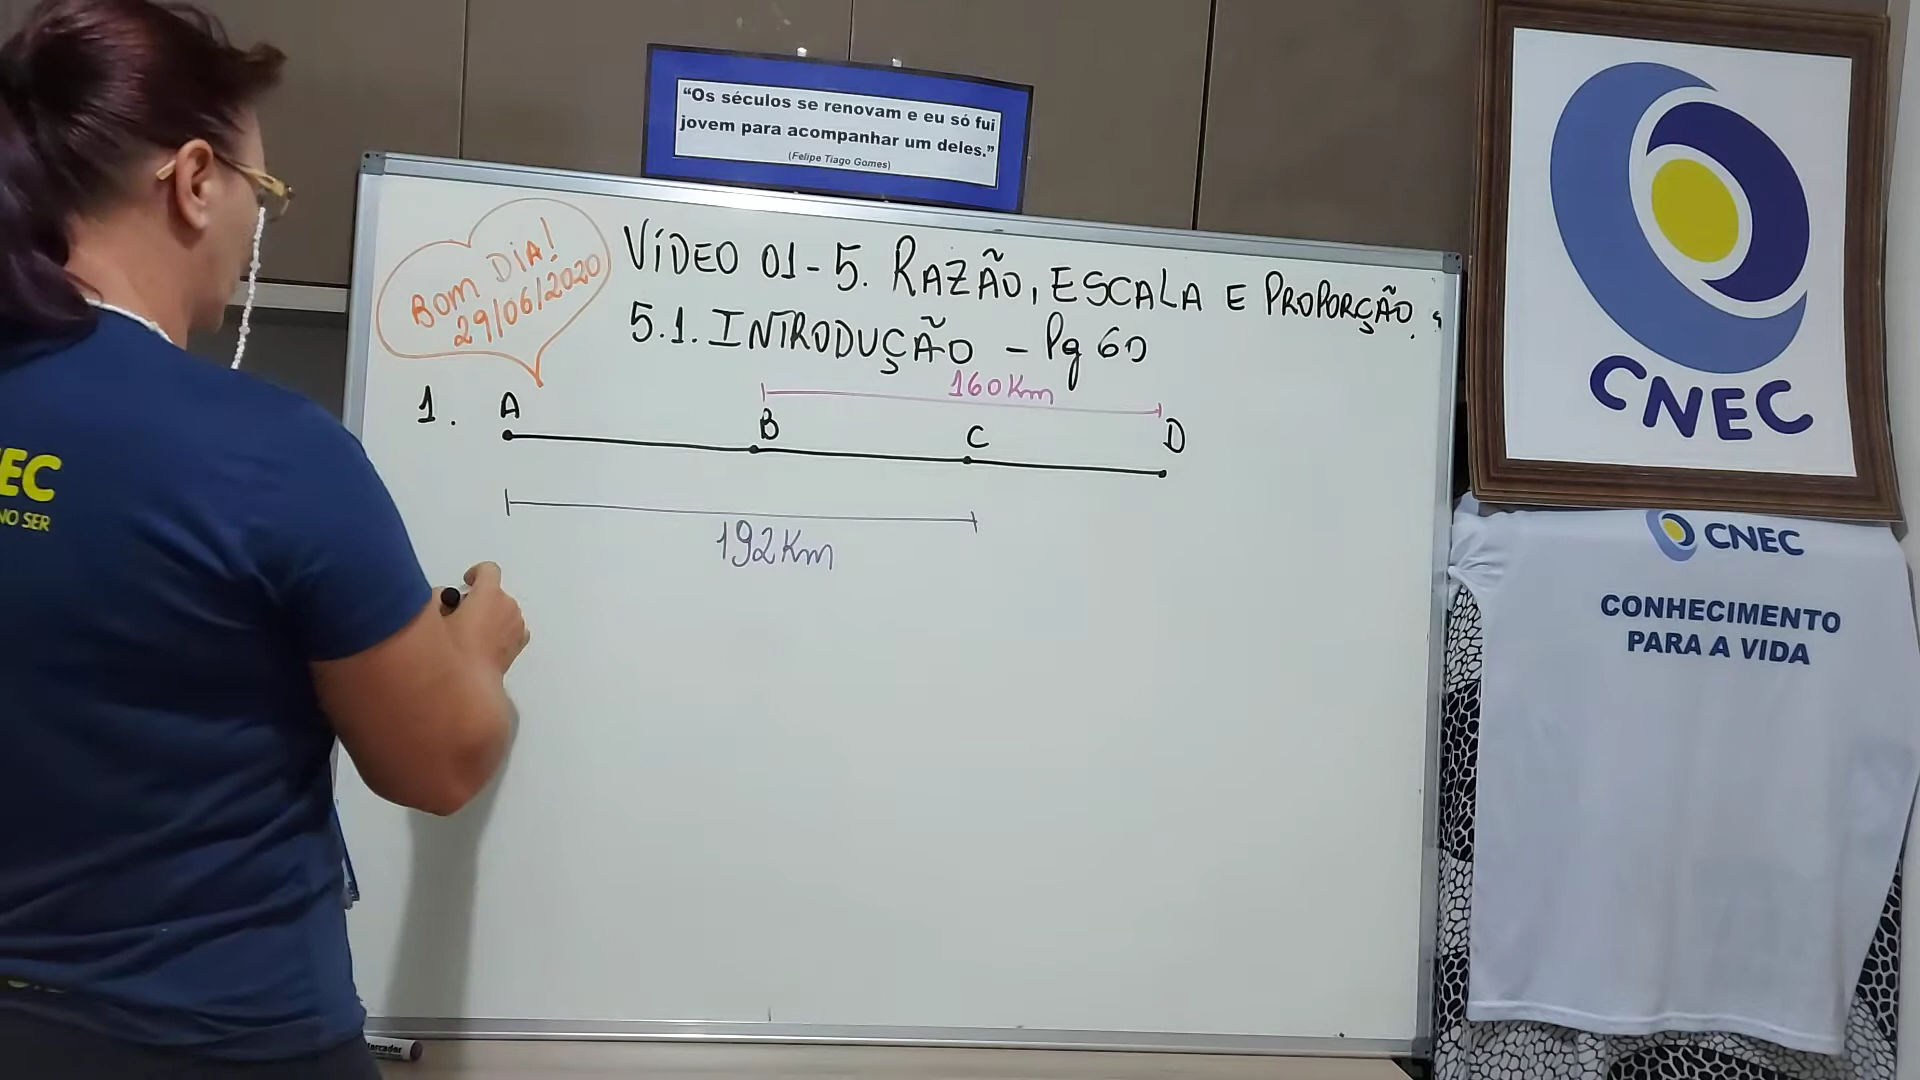 “Os séculos se renovam e eu só fui
jovem para acompanhar um deles.”
(Felipe Tiago Gomes)
BOM DIA!
29/06/2020
VÍDEO 01 - 5. RAZÃO, ESCALA E PROPORÇÃO.
5.1. INTRODUÇÃO - Pg 60
160 Km
1. A B C D
192 Km
CNEC
CNEC
CONHECIMENTO
PARA A VIDA
EC
NO SER